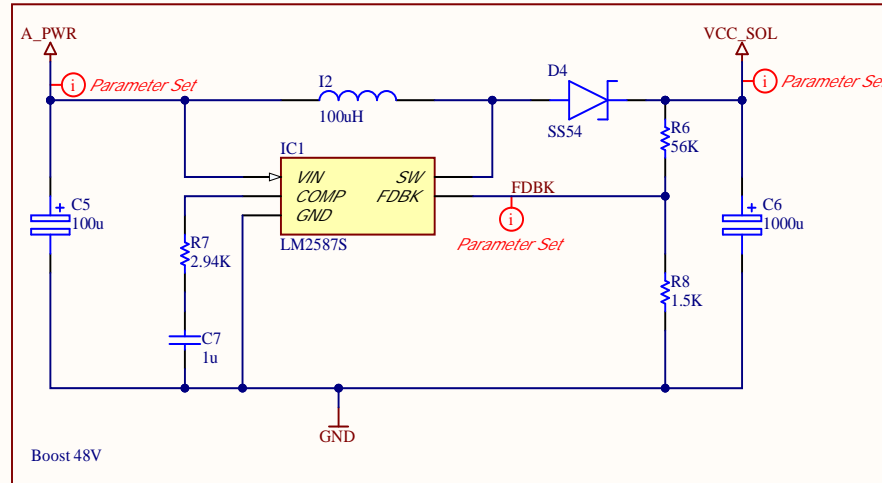 A_PWR
VCC_SOL
i Parameter Set
I2
100uH
D4
SS54
i Parameter Set
R6
56K
IC1
VIN
COMP
GND
SW
FDBK
LM2587S
FDBK
i
Parameter Set
C5
100u
C6
1000u
R7
2.94K
R8
1.5K
C7
1u
GND
Boost 48V